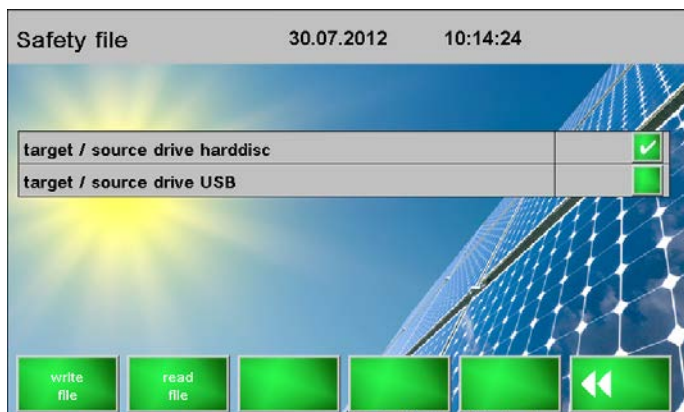 Safety file 30.07.2012 10:14:24
target / source drive harddisc
target / source drive USB
write
file
read
file